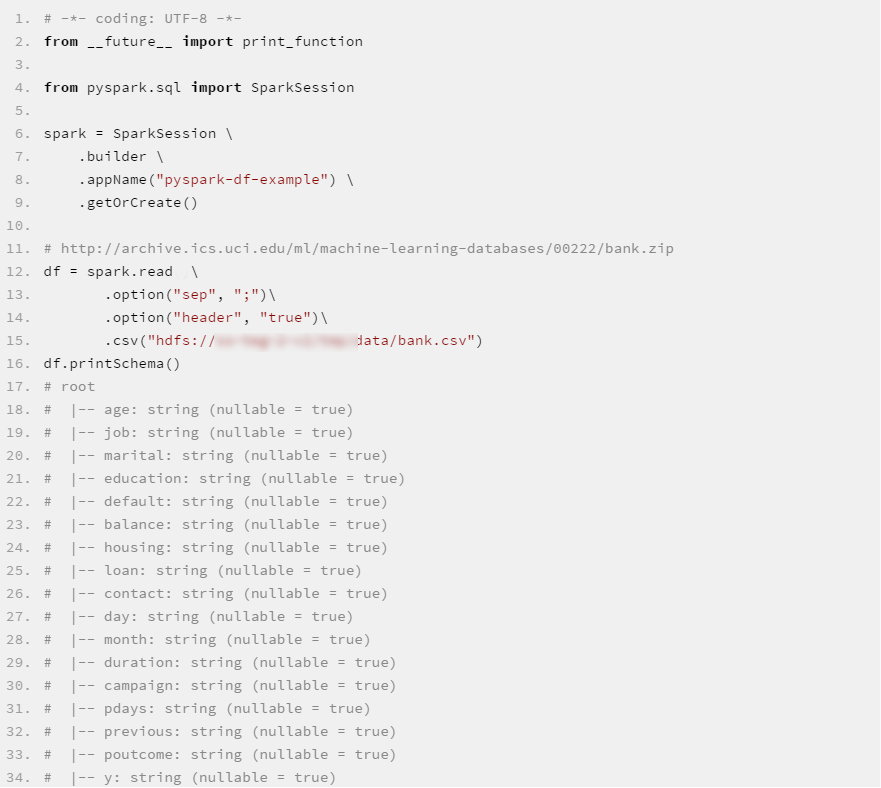 1. # -*- coding: UTF-8 -*-
2. from __future__ import print_function
3.
4. from pyspark.sql import SparkSession
5.
6. spark = SparkSession \
7.     .builder \
8.     .appName("pyspark-df-example") \
9.     .getOrCreate()
10.
11. # http://archive.ics.uci.edu/ml/machine-learning-databases/00222/bank.zip
12. df = spark.read  \
13.        .option("sep", ";")\
14.        .option("header", "true")\
15.        .csv("hdfs:// data/bank.csv")
16. df.printSchema()
17. # root
18. #  |-- age: string (nullable = true)
19. #  |-- job: string (nullable = true)
20. #  |-- marital: string (nullable = true)
21. #  |-- education: string (nullable = true)
22. #  |-- default: string (nullable = true)
23. #  |-- balance: string (nullable = true)
24. #  |-- housing: string (nullable = true)
25. #  |-- loan: string (nullable = true)
26. #  |-- contact: string (nullable = true)
27. #  |-- day: string (nullable = true)
28. #  |-- month: string (nullable = true)
29. #  |-- duration: string (nullable = true)
30. #  |-- campaign: string (nullable = true)
31. #  |-- pdays: string (nullable = true)
32. #  |-- previous: string (nullable = true)
33. #  |-- poutcome: string (nullable = true)
34. #  |-- y: string (nullable = true)